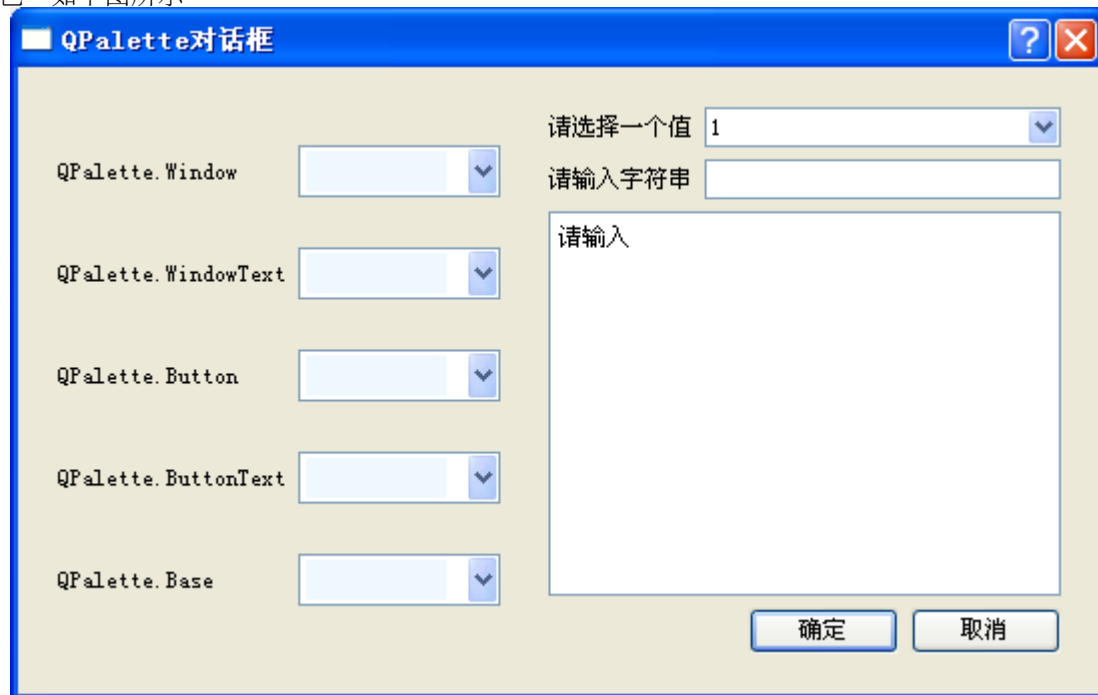 QPalette对话框
QPalette.Window
QPalette.WindowText
QPalette.Button
QPalette.ButtonText
QPalette.Base
请选择一个值 1
请输入字符串
请输入
确定 取消